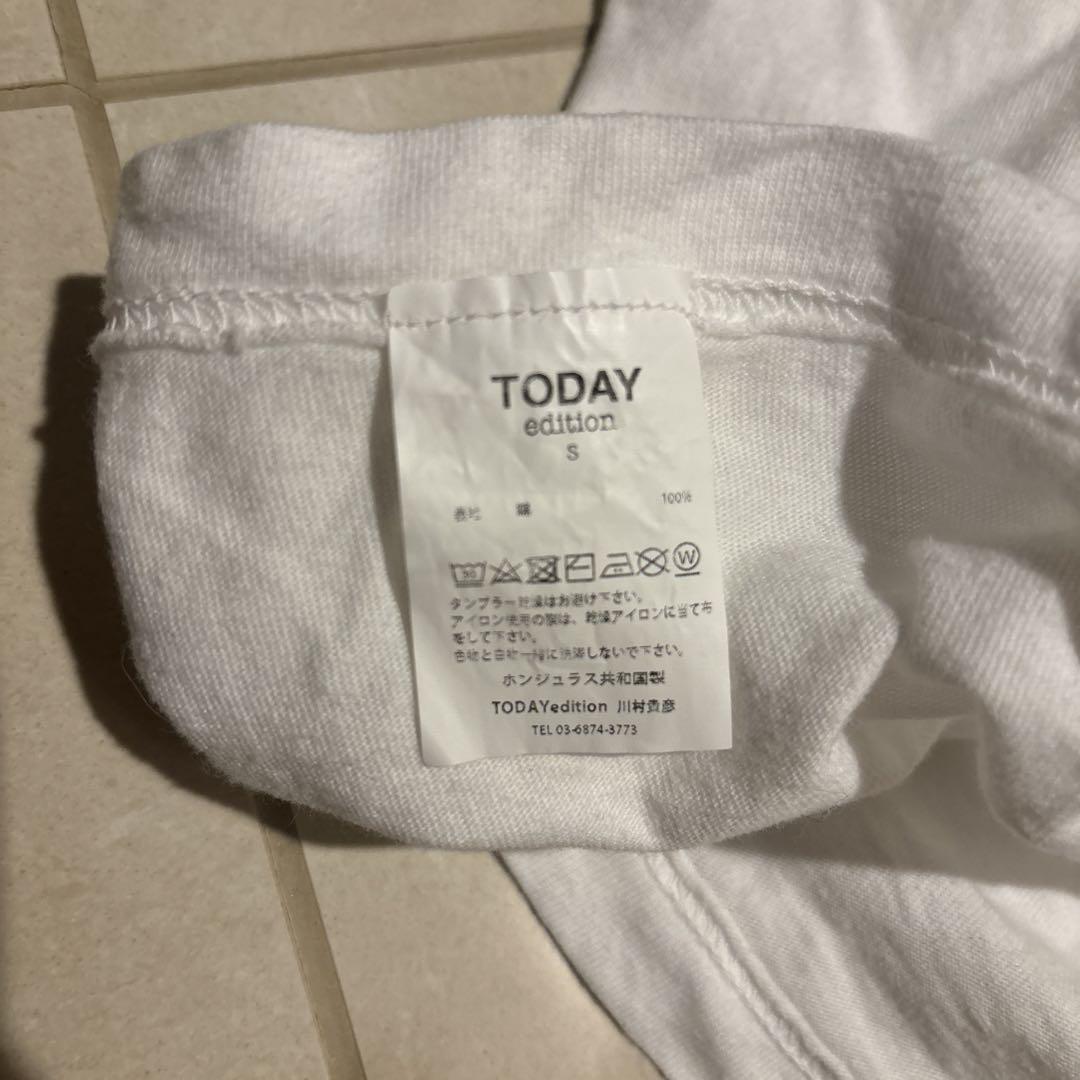 TODAY
edition
S
表地 綿 100%
30 W
タンブラー乾燥はお避け下さい。
アイロン使用の際は、乾燥アイロンに当て布
をして下さい。
色物と白物一緒に洗濯しないで下さい。
ホンジュラス共和国製
TODAYedition 川村貴彦
TEL 03-6874-3773